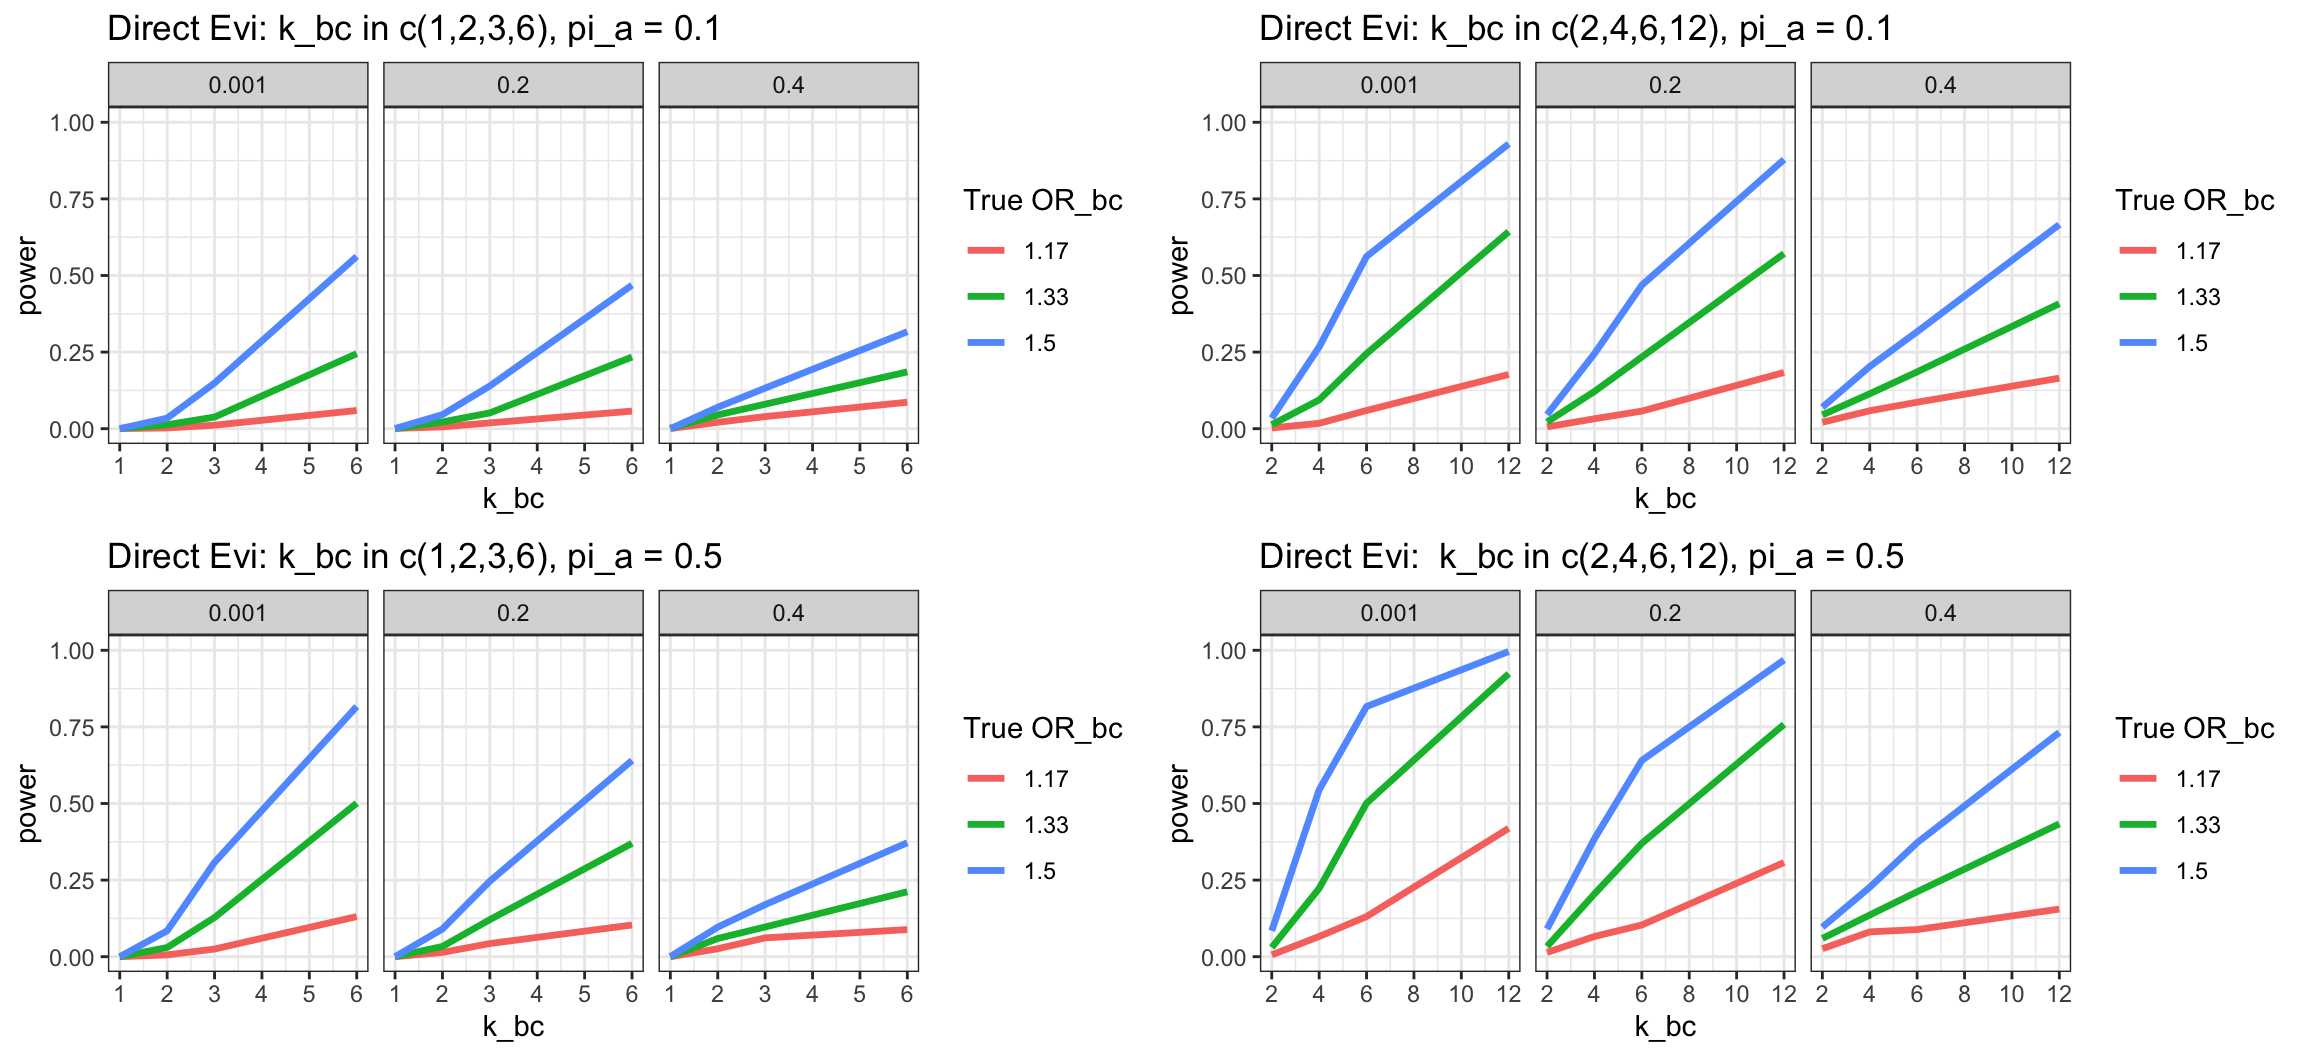 Direct Evi: k_bc in c(1,2,3,6), pi_a = 0.1
0.001 0.2 0.4
1.00
0.75
0.50
0.25
0.00
power
1 2 3 4 5 6 1 2 3 4 5 6 1 2 3 4 5 6
k_bc
True OR_bc
1.17
1.33
1.5
Direct Evi: k_bc in c(2,4,6,12), pi_a = 0.1
0.001 0.2 0.4
1.00
0.75
0.50
0.25
0.00
power
2 4 6 8 10 12 2 4 6 8 10 12 2 4 6 8 10 12
k_bc
True OR_bc
1.17
1.33
1.5
Direct Evi: k_bc in c(1,2,3,6), pi_a = 0.5
0.001 0.2 0.4
1.00
0.75
0.50
0.25
0.00
power
1 2 3 4 5 6 1 2 3 4 5 6 1 2 3 4 5 6
k_bc
True OR_bc
1.17
1.33
1.5
Direct Evi:  k_bc in c(2,4,6,12), pi_a = 0.5
0.001 0.2 0.4
1.00
0.75
0.50
0.25
0.00
power
2 4 6 8 10 12 2 4 6 8 10 12 2 4 6 8 10 12
k_bc
True OR_bc
1.17
1.33
1.5